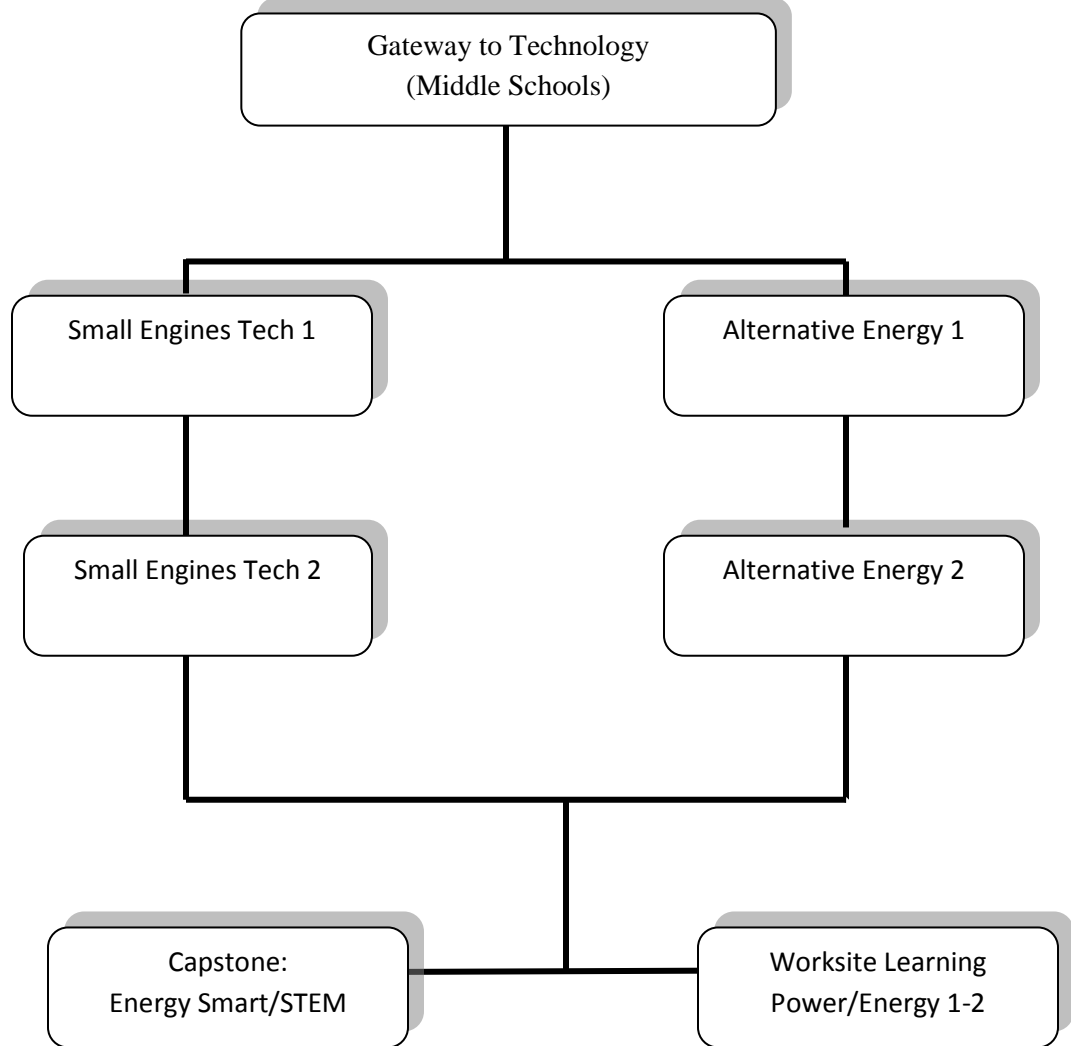 Gateway to Technology
(Middle Schools)
Small Engines Tech 1
Alternative Energy 1
Small Engines Tech 2
Alternative Energy 2
Capstone:
Energy Smart/STEM
Worksite Learning
Power/Energy 1-2